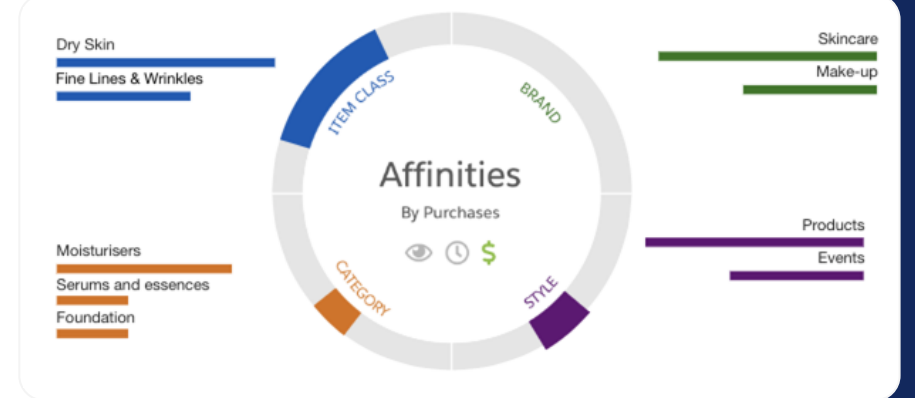 Dry Skin
Fine Lines & Wrinkles
ITEM CLASS
BRAND
Skincare
Make-up
Affinities
By Purchases
$
Moisturisers
Serums and essences
Foundation
CATEGORY
STYLE
Products
Events